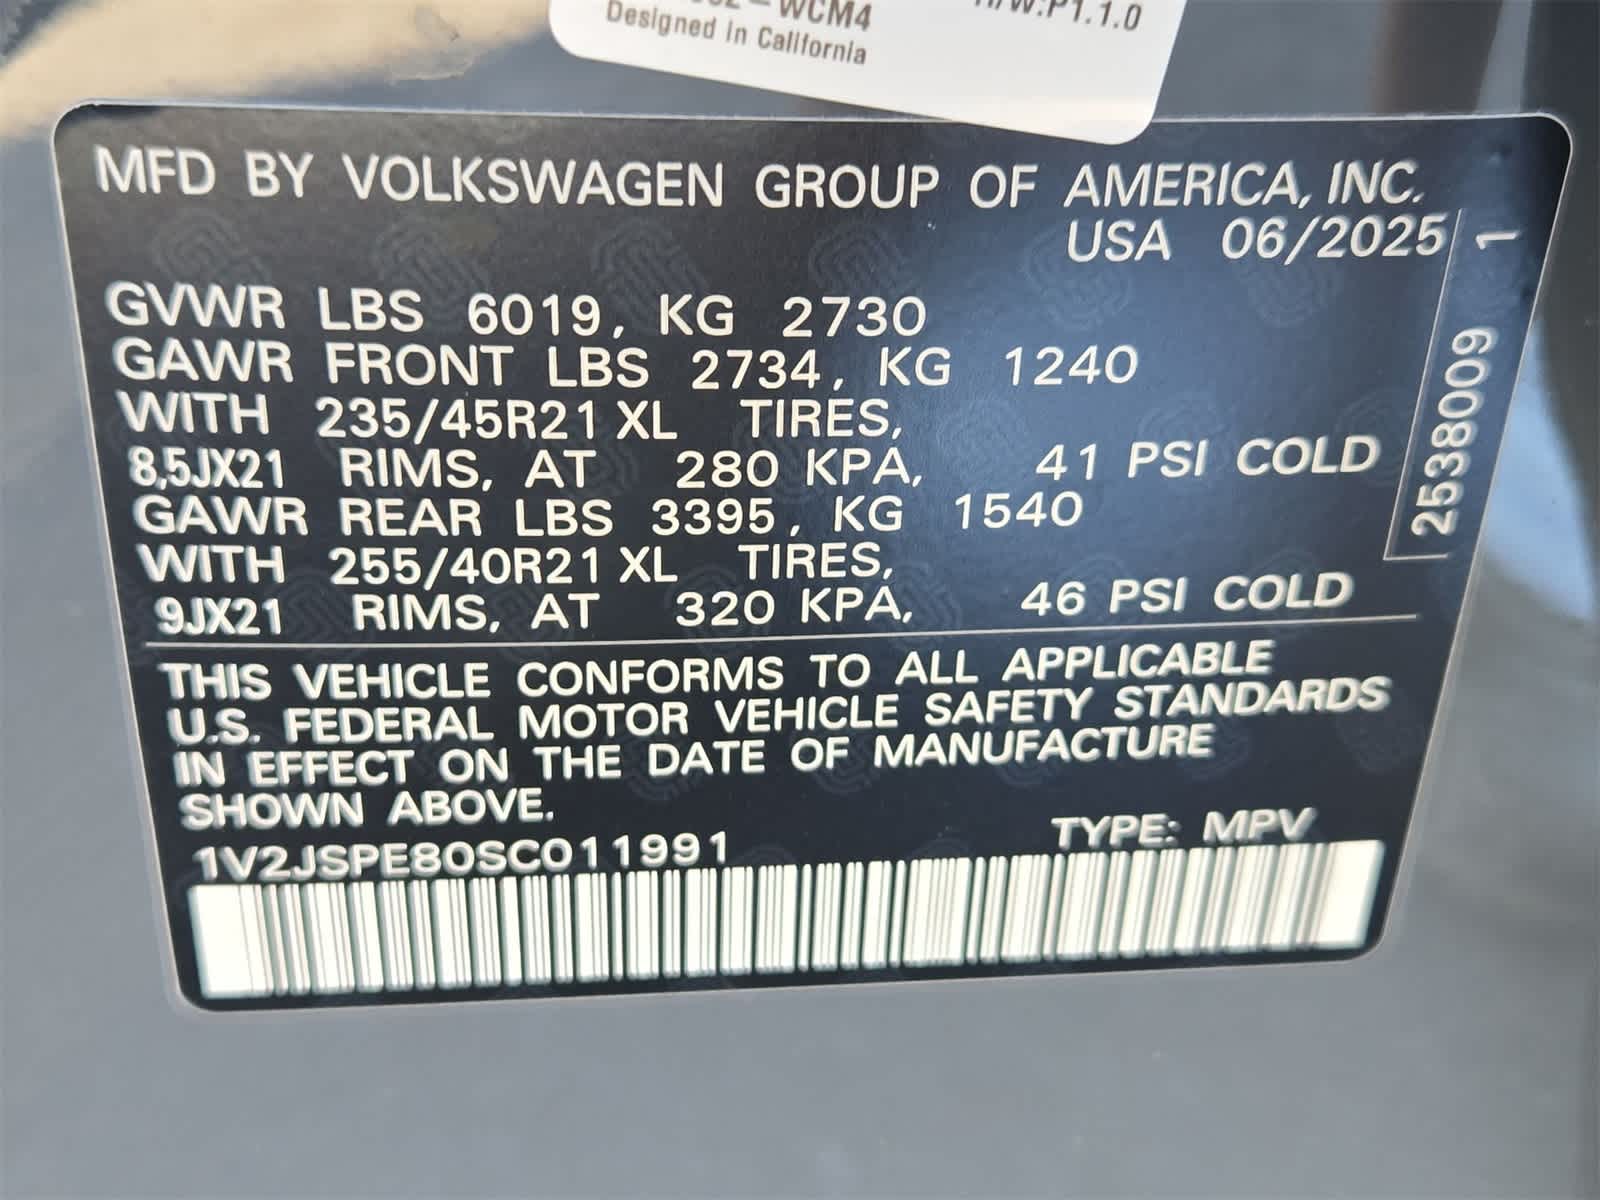 WCM4
Designed in California
H/W:P1.1.0
MFD BY VOLKSWAGEN GROUP OF AMERICA, INC.
USA 06/2025
GVWR LBS 6019, KG 2730
GAWR FRONT LBS 2734, KG 1240
WITH 235/45R21 XL TIRES,
8,5JX21 RIMS, AT 280 KPA, 41 PSI COLD
GAWR REAR LBS 3395, KG 1540
WITH 255/40R21 XL TIRES,
9JX21 RIMS, AT 320 KPA, 46 PSI COLD
2538009 1
THIS VEHICLE CONFORMS TO ALL APPLICABLE
U.S. FEDERAL MOTOR VEHICLE SAFETY STANDARDS
IN EFFECT ON THE DATE OF MANUFACTURE
SHOWN ABOVE.
1V2JSPE80SC011991 TYPE: MPV